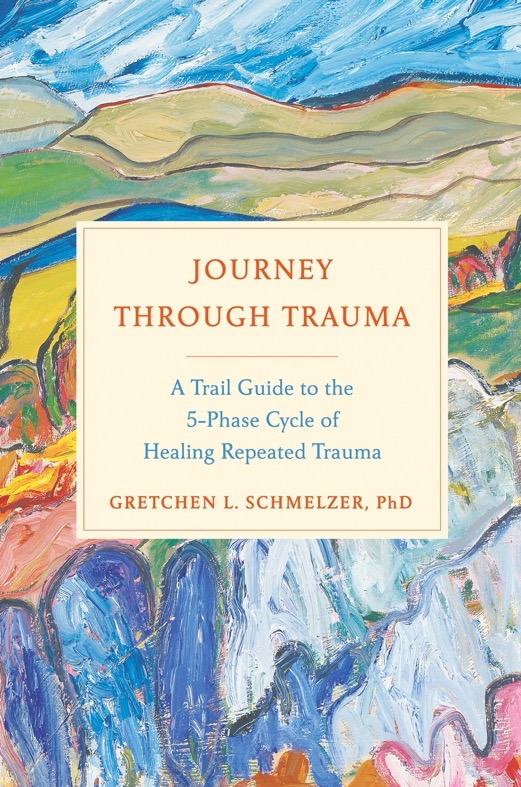 JOURNEY
THROUGH TRAUMA
A Trail Guide to the
5-Phase Cycle of
Healing Repeated Trauma
GRETCHEN L. SCHMELZER, PhD